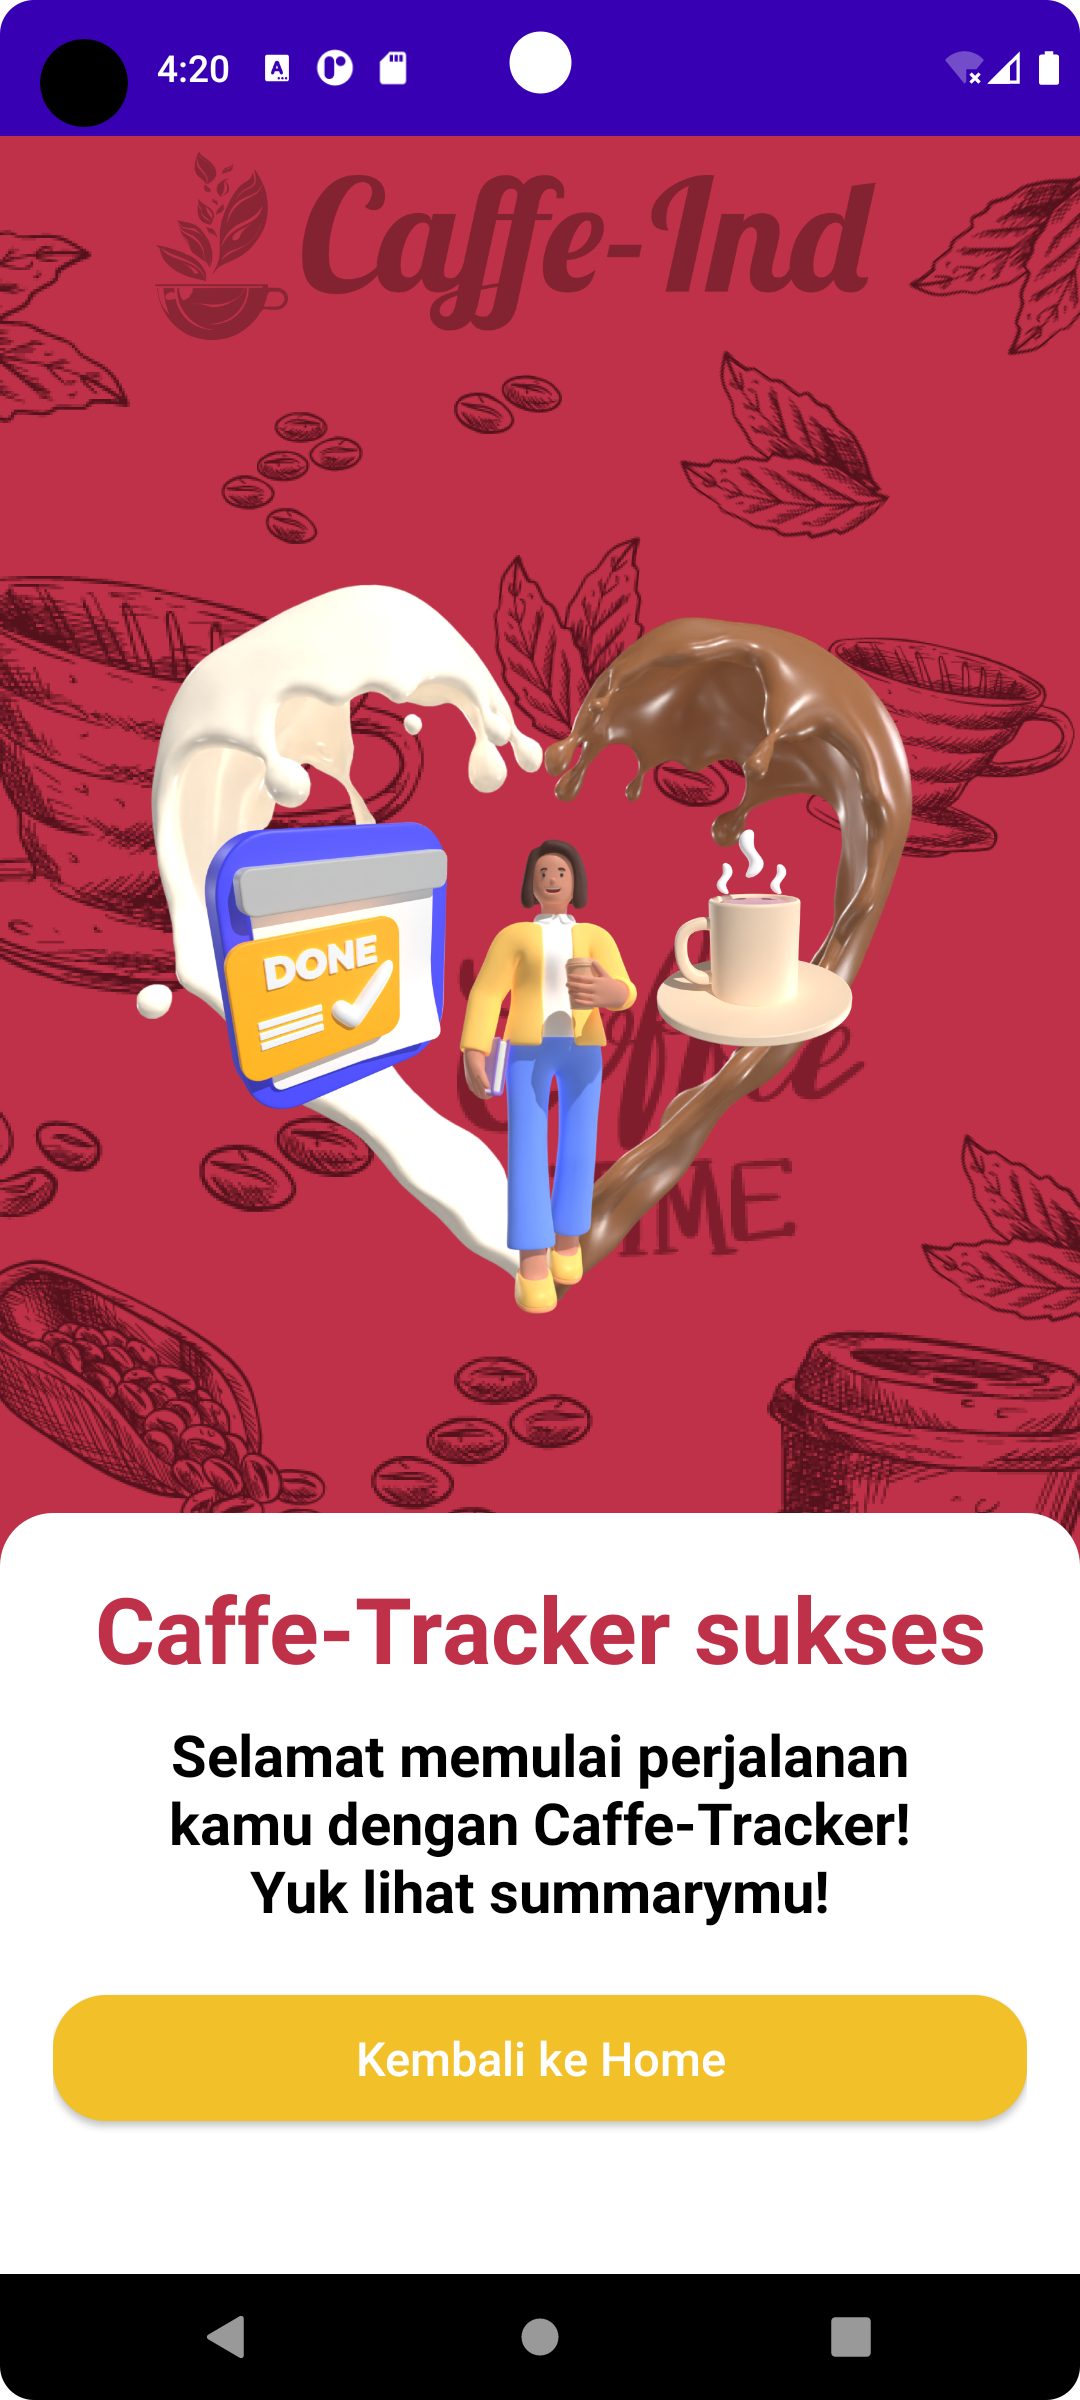 4:20
Caffe-Ind
DONE
Caffe-Tracker sukses
Selamat memulai perjalanan
kamu dengan Caffe-Tracker!
Yuk lihat summarymu!
Kembali ke Home